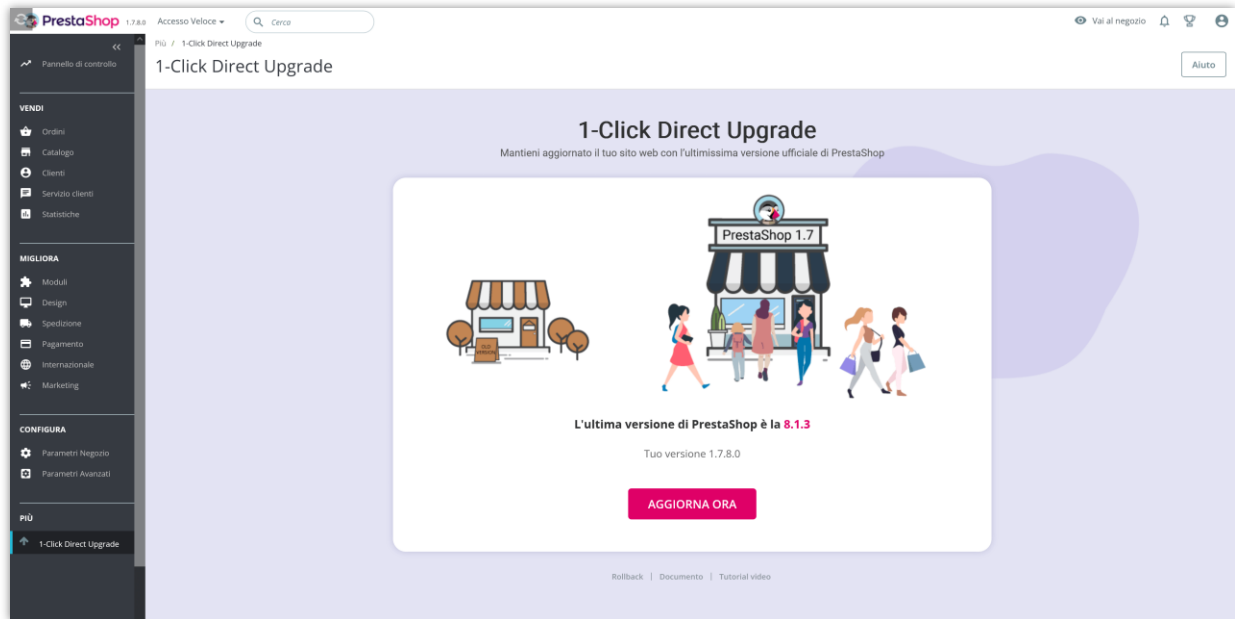 PrestaShop 1.7.8.0 Accesso Veloce Cerca Vai al negozio
Più / 1-Click Direct Upgrade
1-Click Direct Upgrade
Aiuto
Pannello di controllo
VENDI
Ordini
Catalogo
Clienti
Servizio clienti
Statistiche
MIGLIORA
Moduli
Design
Spedizione
Pagamento
Internazionale
Marketing
CONFIGURA
Parametri Negozio
Parametri Avanzati
PIÙ
1-Click Direct Upgrade
1-Click Direct Upgrade
Mantieni aggiornato il tuo sito web con l'ultimissima versione ufficiale di PrestaShop
PrestaShop 1.7
OLD
VERSION
L'ultima versione di PrestaShop è la 8.1.3
Tuo versione 1.7.8.0
AGGIORNA ORA
Rollback | Documento | Tutorial video